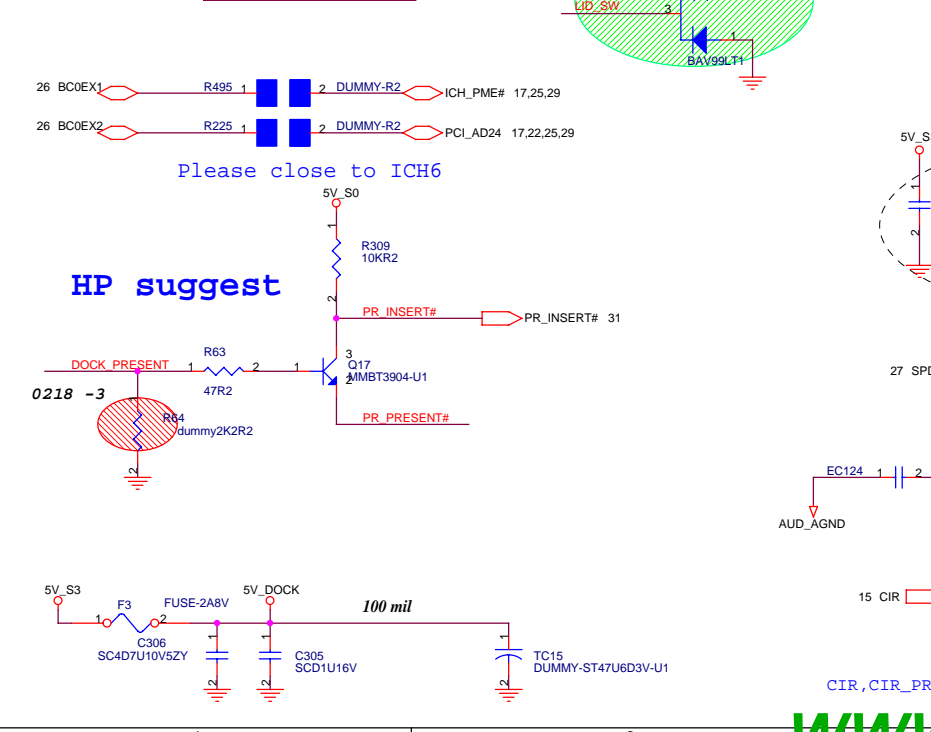 LID_SW
3
1
BAV99LT1
26 BC0EX1
R495 1
2 DUMMY-R2
ICH_PME# 17,25,29
26 BC0EX2
R225 1
2 DUMMY-R2
PCI_AD24 17,22,25,29
Please close to ICH6
5V_S0
1
R309
10KR2
2
HP suggest
PR_INSERT#
PR_INSERT# 31
DOCK_PRESENT
1
R63
2
47R2
1
3
Q17
MMBT3904-U1
2
PR_PRESENT#
0218 -3
1
R64
dummy2K2R2
2
5V_S
1
2
27 SPD
EC124 1 2
AUD_AGND
15 CIR
5V_S3
F3
FUSE-2A8V
1
2
5V_DOCK
100 mil
C306
SC4D7U10V5ZY
1
2
1
C305
SCD1U16V
2
1
TC15
DUMMY-ST47U6D3V-U1
2
CIR,CIR_PR